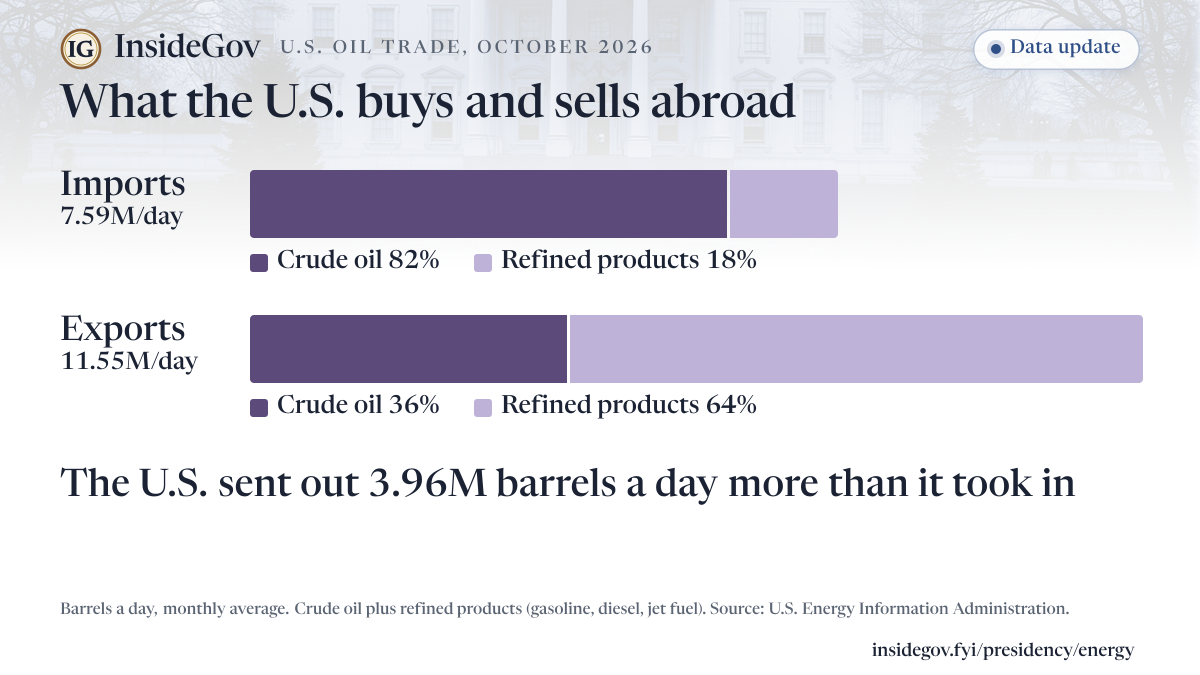 IG InsideGov U.S. OIL TRADE, OCTOBER 2026
Data update
What the U.S. buys and sells abroad
Imports
7.59M/day
Crude oil 82% Refined products 18%
Exports
11.55M/day
Crude oil 36% Refined products 64%
The U.S. sent out 3.96M barrels a day more than it took in
Barrels a day, monthly average. Crude oil plus refined products (gasoline, diesel, jet fuel). Source: U.S. Energy Information Administration.
insidegov.fyi/presidency/energy